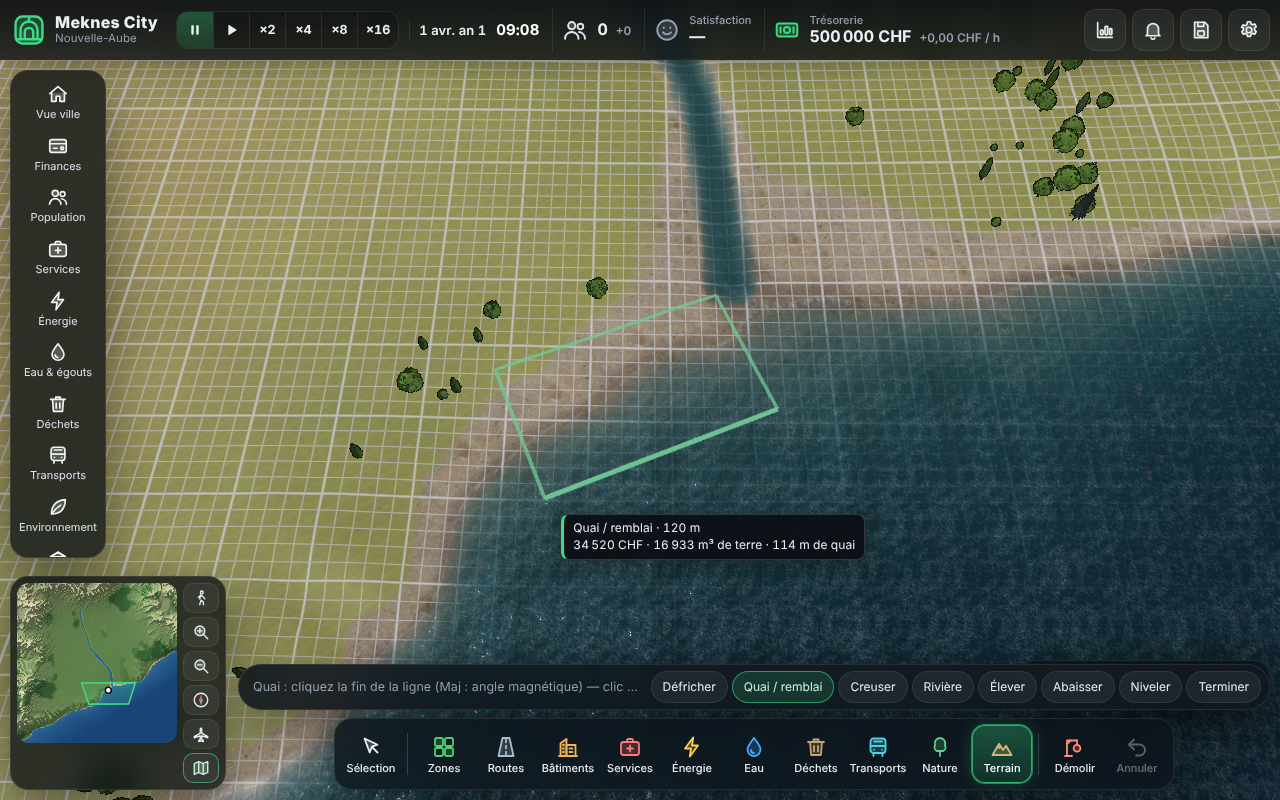 Meknes City
Nouvelle-Aube
×2
×4
×8
×16
1 avr. an 1 09:08
0 +0
Satisfaction
—
Trésorerie
500 000 CHF +0,00 CHF / h
Vue ville
Finances
Population
Services
Énergie
Eau & égouts
Déchets
Transports
Environnement
Quai / remblai · 120 m
34 520 CHF · 16 933 m³ de terre · 114 m de quai
Quai : cliquez la fin de la ligne (Maj : angle magnétique) — clic ...
Défricher
Quai / remblai
Creuser
Rivière
Élever
Abaisser
Niveler
Terminer
Sélection
Zones
Routes
Bâtiments
Services
Énergie
Eau
Déchets
Transports
Nature
Terrain
Démolir
Annuler